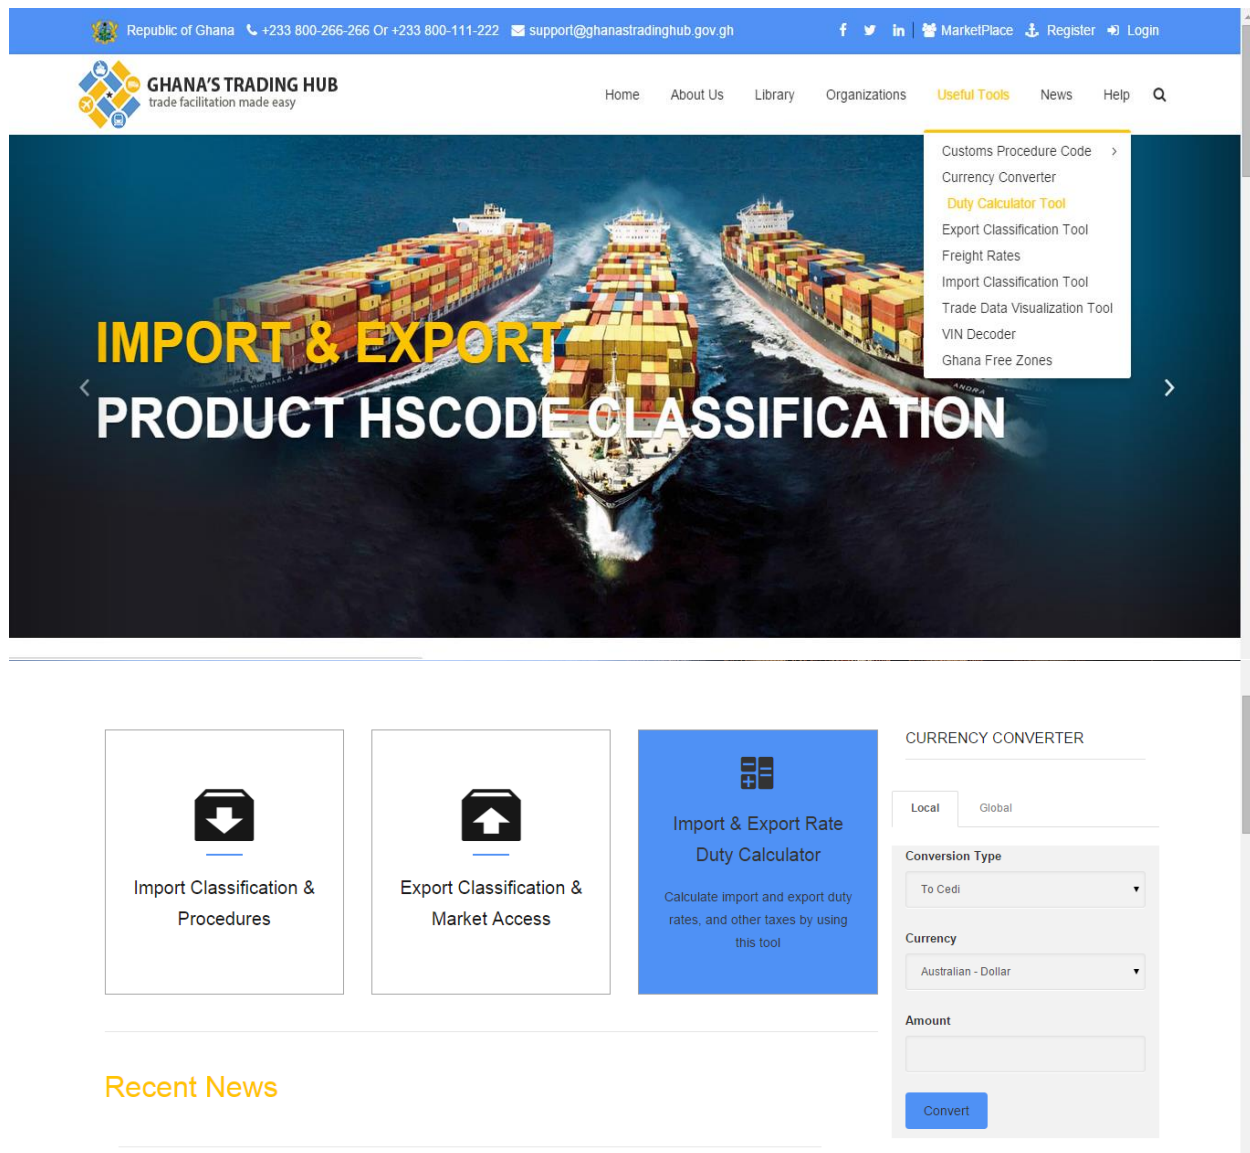 Republic of Ghana +233 800-266-266 Or +233 800-111-222 support@ghanastradinghub.gov.gh MarketPlace Register Login
GHANA'S TRADING HUB
trade facilitation made easy
Home About Us Library Organizations Useful Tools News Help
Customs Procedure Code
Currency Converter
Duty Calculator Tool
Export Classification Tool
Freight Rates
Import Classification Tool
Trade Data Visualization Tool
VIN Decoder
Ghana Free Zones
IMPORT & EXPORT
PRODUCT HSCODE CLASSIFICATION
Import Classification &
Procedures
Export Classification &
Market Access
Import & Export Rate
Duty Calculator
Calculate import and export duty
rates, and other taxes by using
this tool
CURRENCY CONVERTER
Local Global
Conversion Type
To Cedi
Currency
Australian - Dollar
Amount
Convert
Recent News